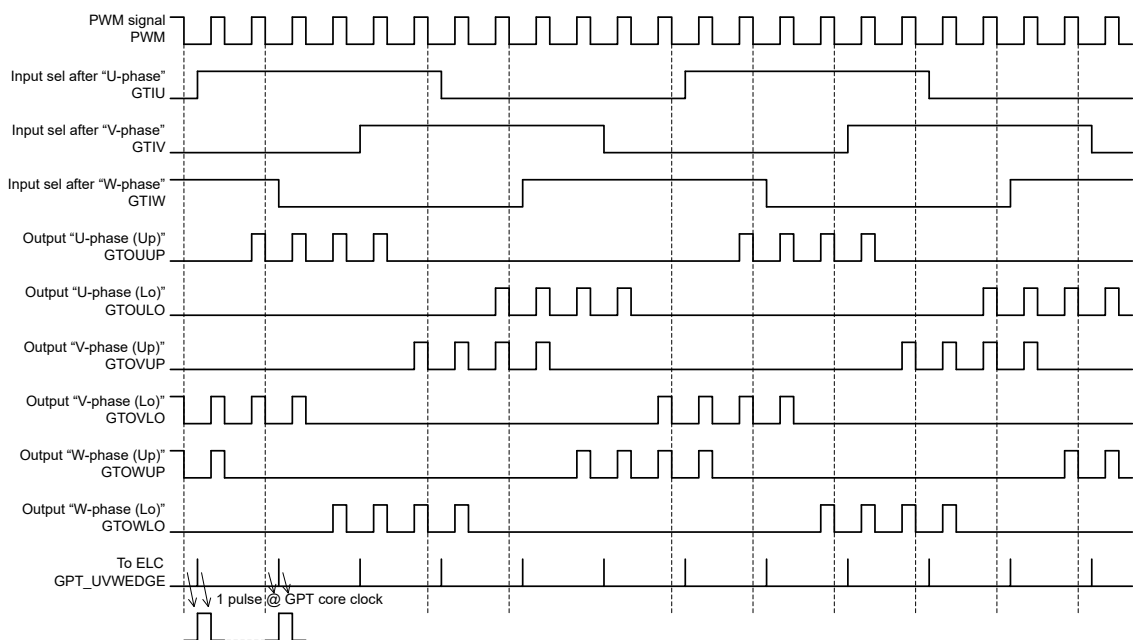 PWM signal
PWM
Input sel after “U-phase”
GTIU
Input sel after “V-phase”
GTIV
Input sel after “W-phase”
GTIW
Output “U-phase (Up)”
GTOUUP
Output “U-phase (Lo)”
GTOULO
Output “V-phase (Up)”
GTOVUP
Output “V-phase (Lo)”
GTOVLO
Output “W-phase (Up)”
GTOWUP
Output “W-phase (Lo)”
GTOWLO
To ELC
GPT_UVWEDGE
1 pulse @ GPT core clock